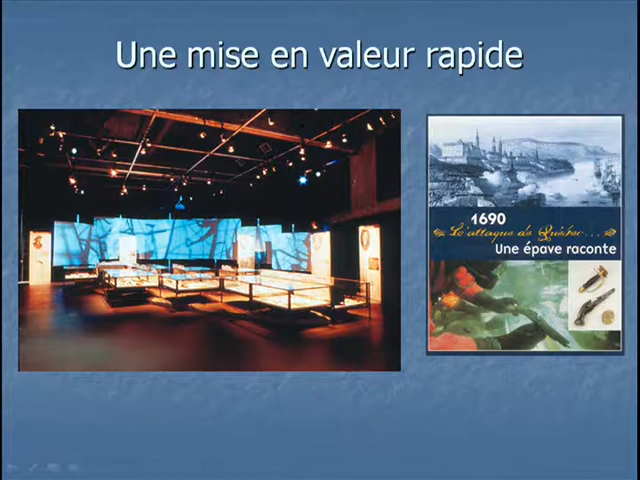 Une mise en valeur rapide
1690
L'attaque de Québec...
Une épave raconte